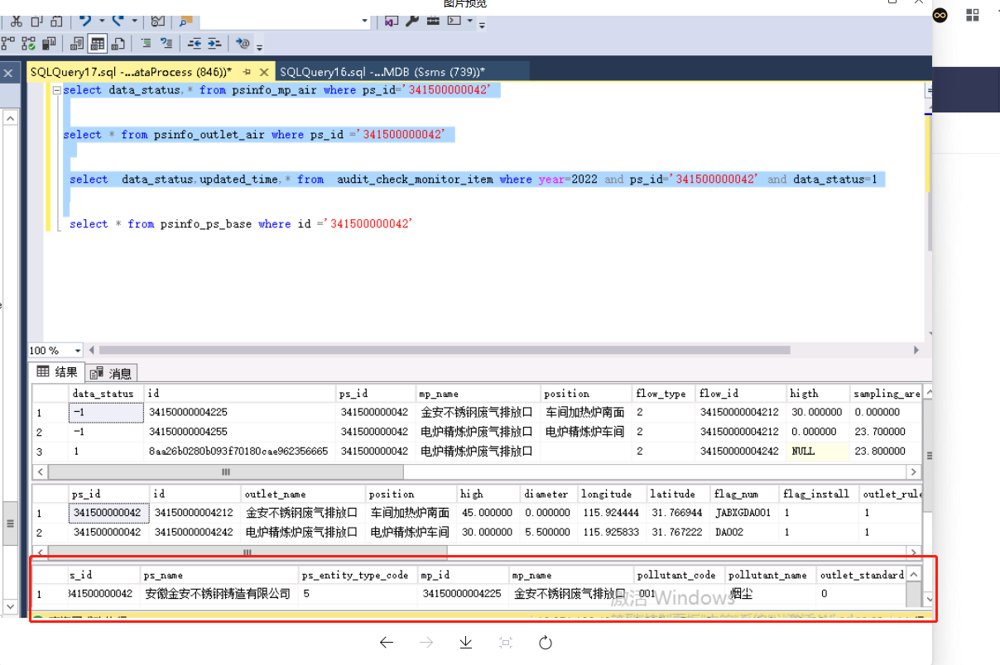 图片预览
SQLQuery17.sql -...ataProcess (846))* SQLQuery16.sql -...MDB (Ssms (739))*
select data_status,* from psinfo_mp_air where ps_id='341500000042'
select * from psinfo_outlet_air where ps_id ='341500000042'
select data_status,updated_time,* from audit_check_monitor_item where year=2022 and ps_id='341500000042' and data_status=1
select * from psinfo_ps_base where id ='341500000042'
100 %
结果 消息
data_status id ps_id mp_name position flow_type flow_id higth sampling_are
1 -1 34150000004225 341500000042 金安不锈钢废气排放口 车间加热炉南面 2 34150000004212 30.000000 0.000000
2 -1 34150000004255 341500000042 电炉精炼炉废气排放口 电炉精炼炉车间 2 34150000004212 0.000000 23.700000
3 1 8aa26b0280b093f70180cae962356665 341500000042 电炉精炼炉废气排放口 2 34150000004242 NULL 23.800000
ps_id id outlet_name position high diameter longitude latitude flag_num flag_install outlet_rule
1 341500000042 34150000004212 金安不锈钢废气排放口 车间加热炉南面 45.000000 0.000000 115.924444 31.766944 JABXGDA001 1 1
2 341500000042 34150000004242 电炉精炼炉废气排放口 电炉精炼炉车间 30.000000 5.500000 115.925833 31.767222 DA002 1 1
s_id ps_name ps_entity_type_code mp_id mp_name pollutant_code pollutant_name outlet_standard
1 341500000042 安徽金安不锈钢铸造有限公司 5 34150000004225 金安不锈钢废气排放口 001 烟尘 0
激活 Windows